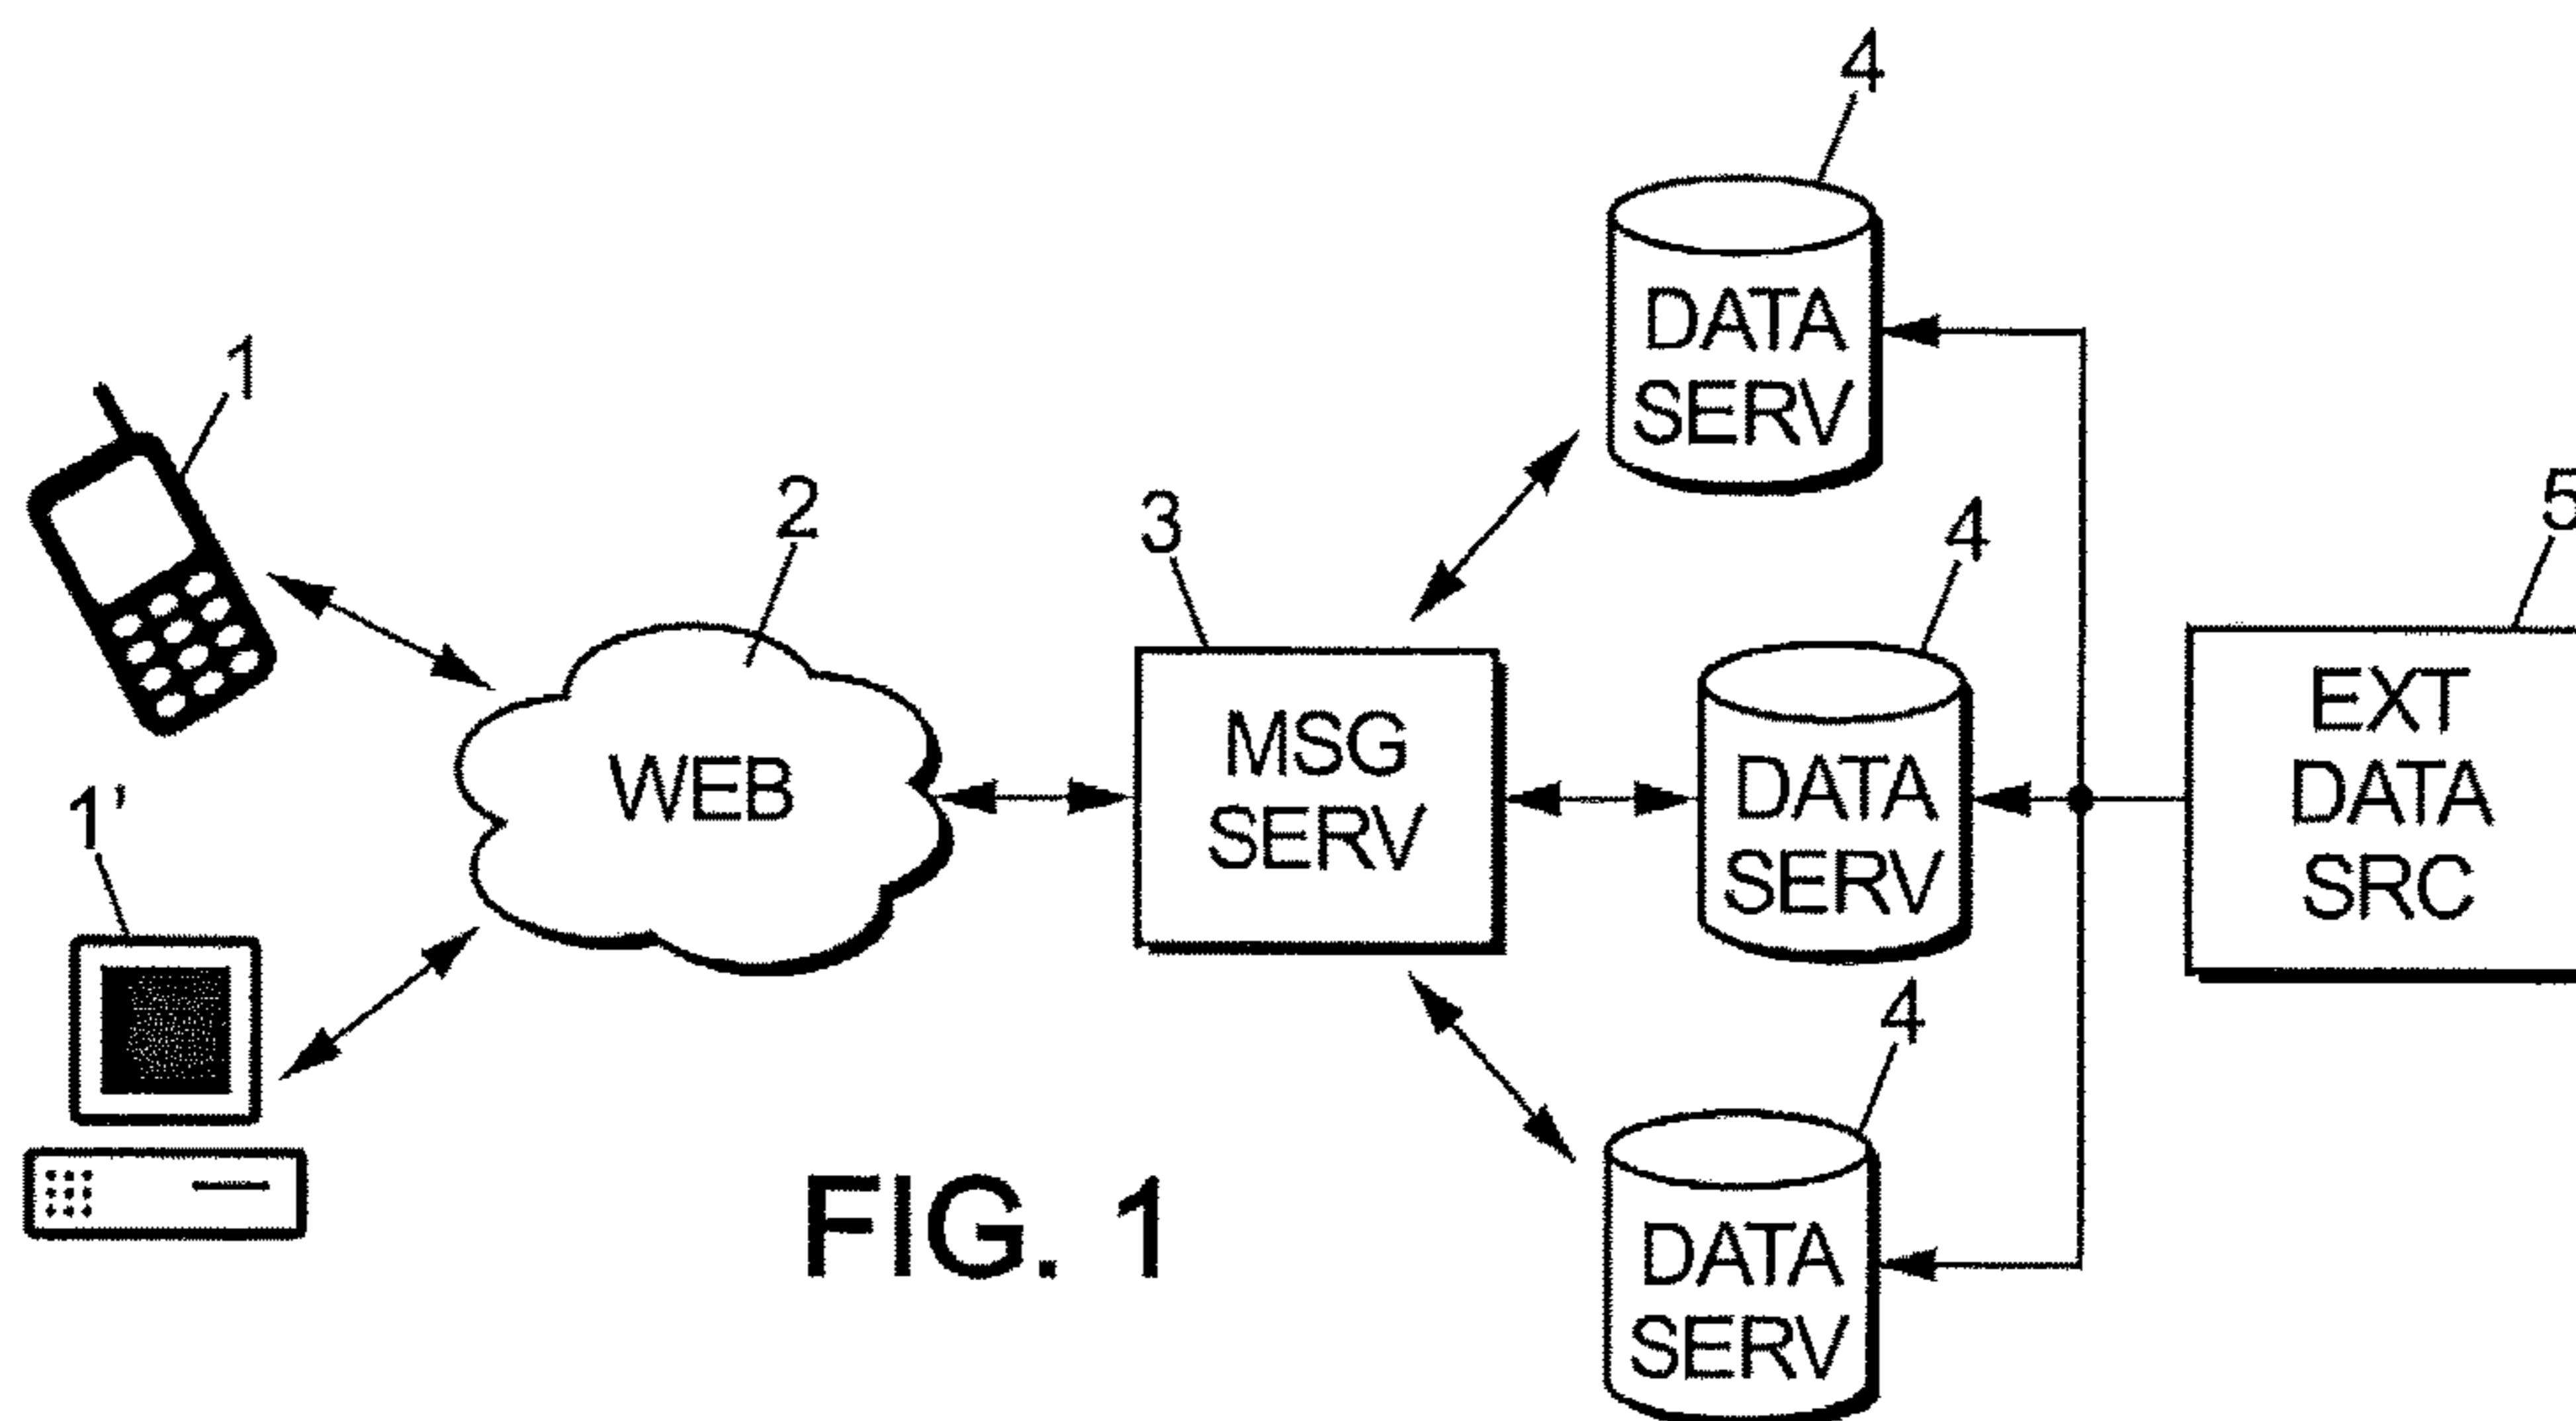 4
1
2
3
4
5
DATA
SERV
WEB
MSG
SERV
DATA
SERV
EXT
DATA
SRC
1'
4
DATA
SERV
FIG. 1